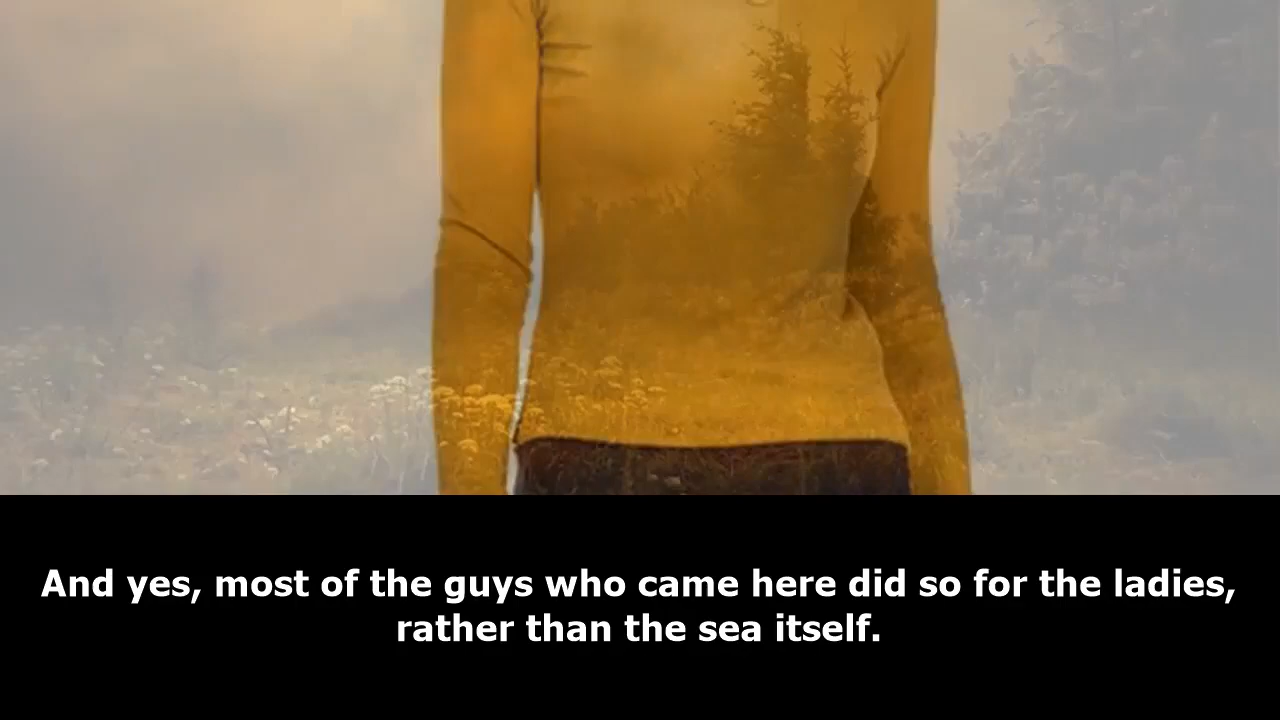 And yes, most of the guys who came here did so for the ladies,
rather than the sea itself.